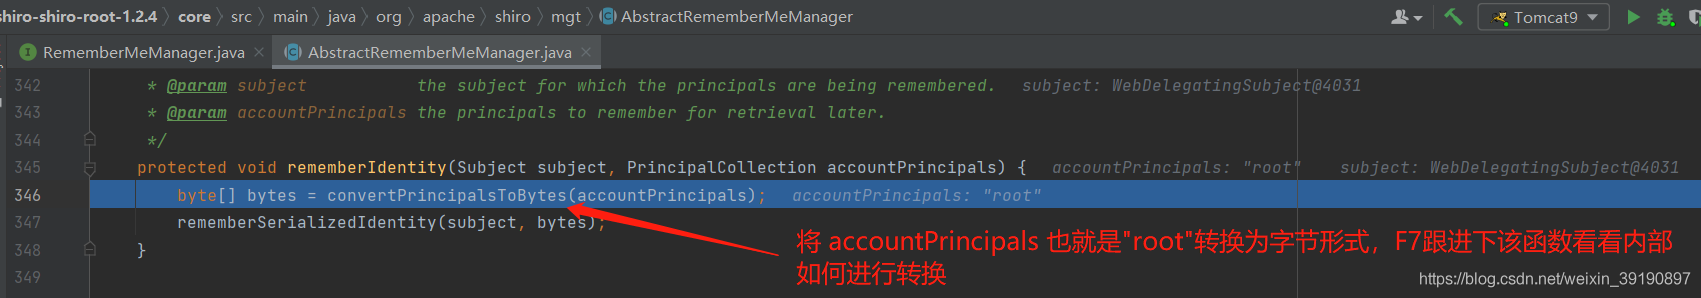 shiro-shiro-root-1.2.4 〉 core 〉 src 〉 main 〉 java 〉 org 〉 apache 〉 shiro 〉 mgt 〉 AbstractRememberMeManager
Tomcat9
RememberMeManager.java × AbstractRememberMeManager.java ×
342 * @param subject the subject for which the principals are being remembered. subject: WebDelegatingSubject@4031
343 * @param accountPrincipals the principals to remember for retrieval later.
344 */
345 protected void rememberIdentity(Subject subject, PrincipalCollection accountPrincipals) { accountPrincipals: "root" subject: WebDelegatingSubject@4031
346 byte[] bytes = convertPrincipalsToBytes(accountPrincipals); accountPrincipals: "root"
347 rememberSerializedIdentity(subject, bytes);
348 }
349
将 accountPrincipals 也就是"root"转换为字节形式，F7跟进下该函数看看内部
如何进行转换
https://blog.csdn.net/weixin_39190897